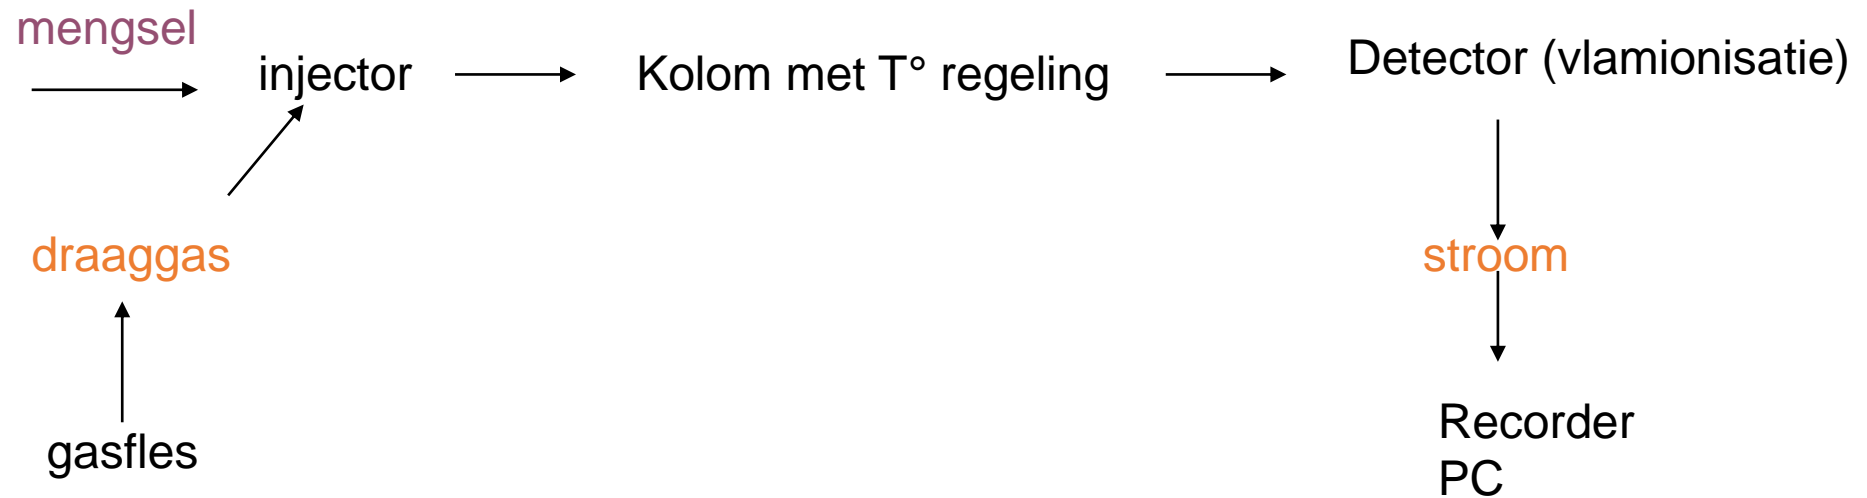 mengsel
injector
Kolom met T° regeling
Detector (vlamionisatie)
draaggas
stroom
gasfles
Recorder
PC